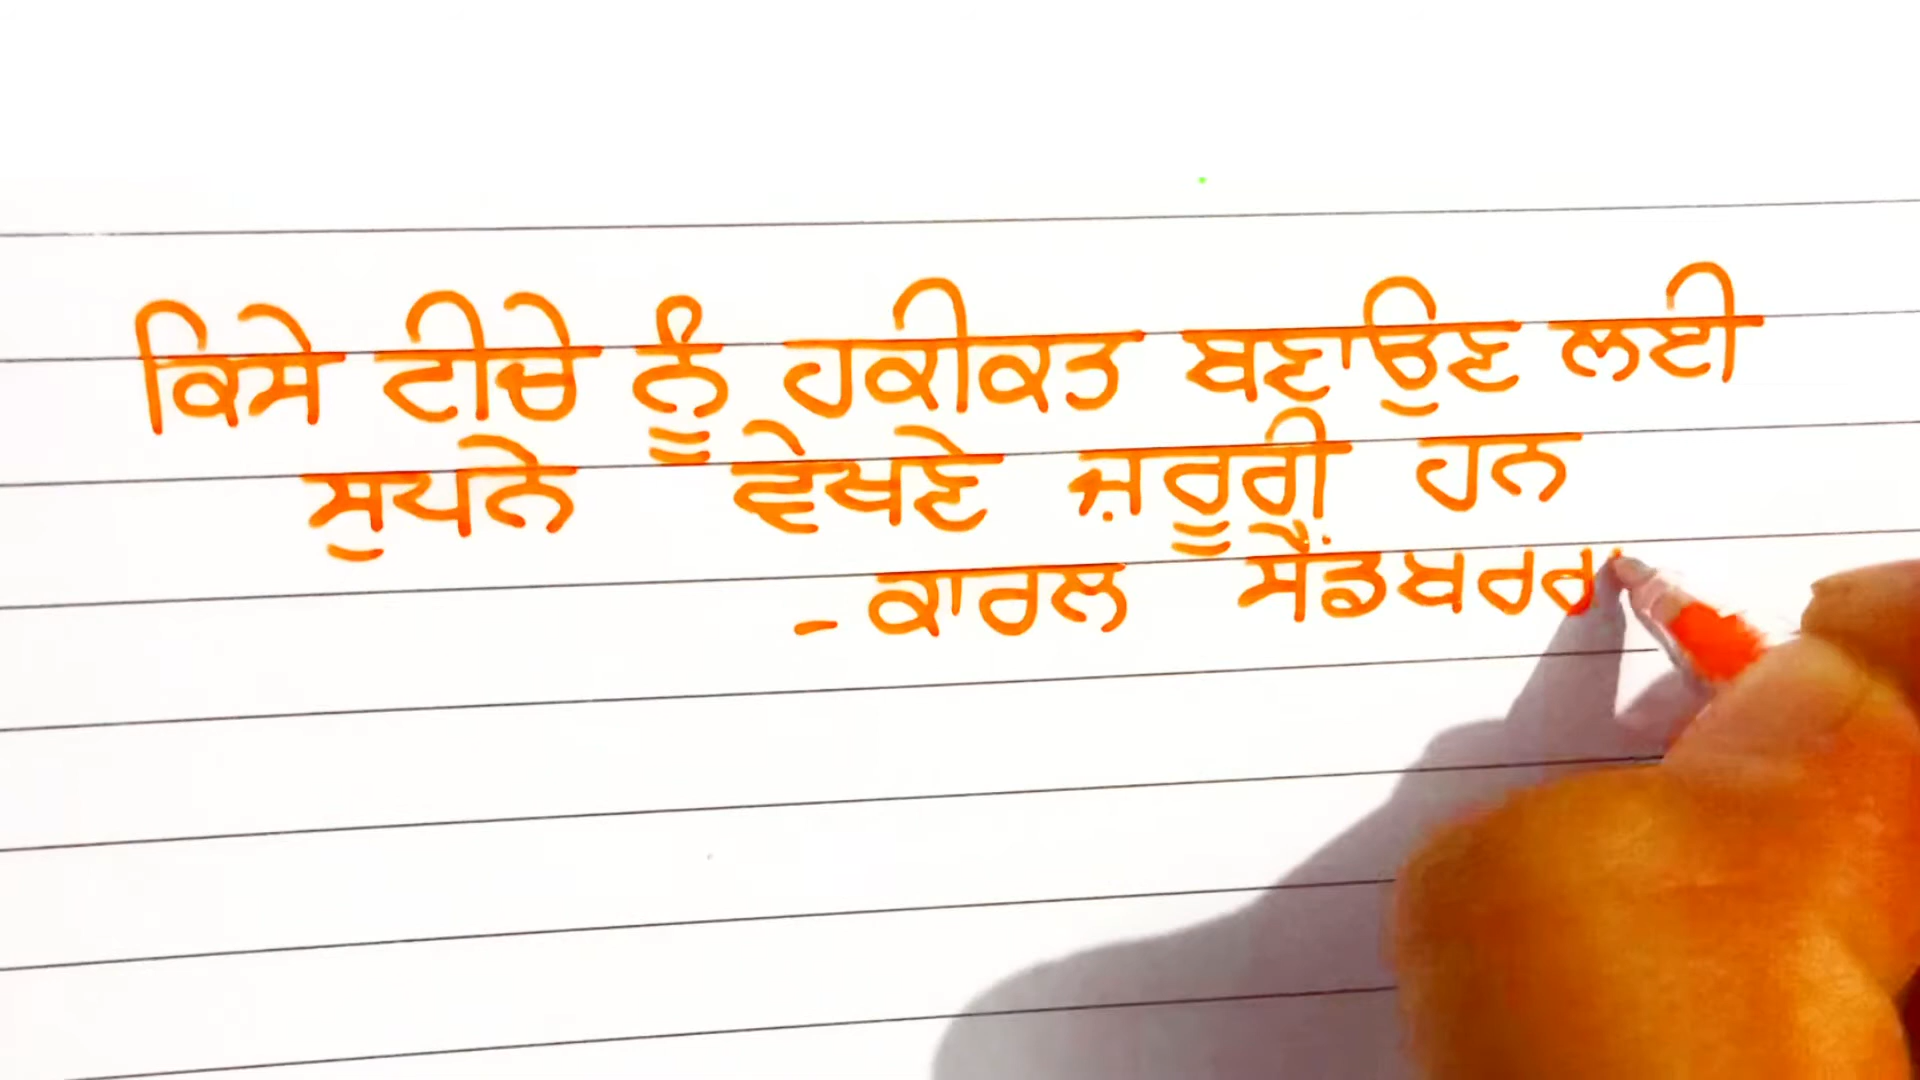 ਕਿਸੇ ਟੀਚੇ ਨੂੰ ਹਕੀਕਤ ਬਣਾਉਣ ਲਈ
ਸੁਪਨੇ ਵੇਖਣੇ ਜ਼ਰੂਰੀ ਹਨ
- ਕਾਰਲ